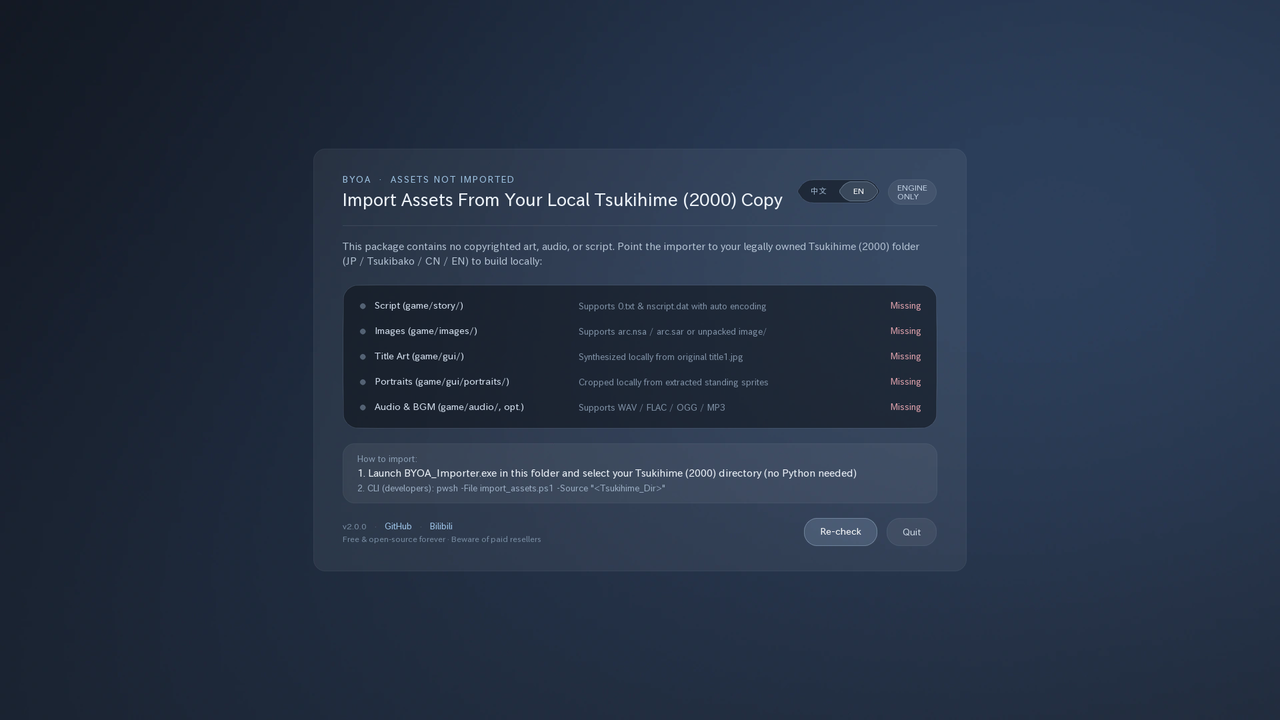 BYOA · ASSETS NOT IMPORTED
Import Assets From Your Local Tsukihime (2000) Copy
中文 EN
ENGINE
ONLY
This package contains no copyrighted art, audio, or script. Point the importer to your legally owned Tsukihime (2000) folder
(JP / Tsukibako / CN / EN) to build locally:
Script (game/story/) Supports 0.txt & nscript.dat with auto encoding Missing
Images (game/images/) Supports arc.nsa / arc.sar or unpacked image/ Missing
Title Art (game/gui/) Synthesized locally from original title1.jpg Missing
Portraits (game/gui/portraits/) Cropped locally from extracted standing sprites Missing
Audio & BGM (game/audio/, opt.) Supports WAV / FLAC / OGG / MP3 Missing
How to import:
1. Launch BYOA_Importer.exe in this folder and select your Tsukihime (2000) directory (no Python needed)
2. CLI (developers): pwsh -File import_assets.ps1 -Source "<Tsukihime_Dir>"
v2.0.0 · GitHub · Bilibili
Free & open-source forever · Beware of paid resellers
Re-check Quit